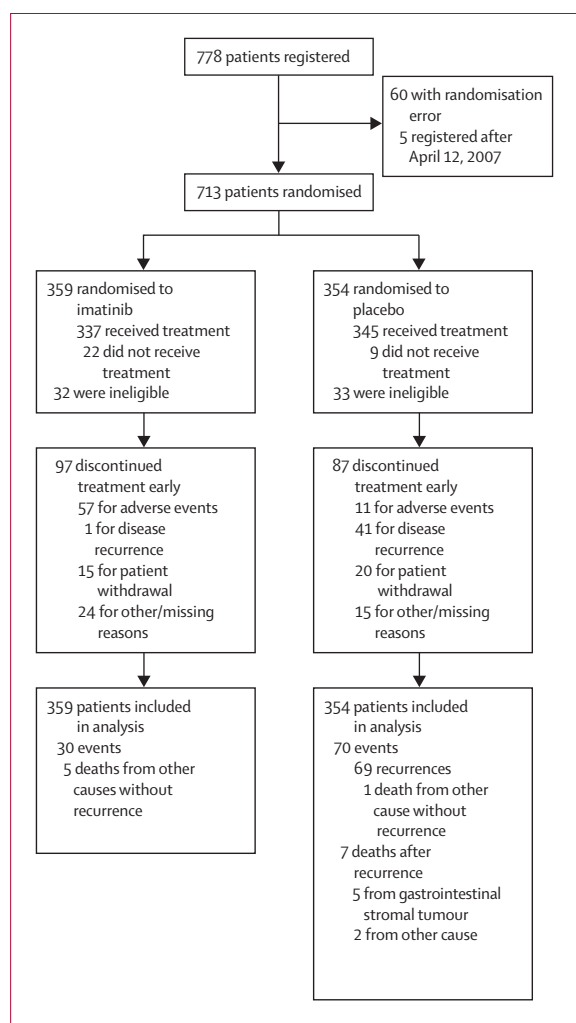 778 patients registered
60 with randomisation
error
5 registered after
April 12, 2007
713 patients randomised
359 randomised to
imatinib
337 received treatment
22 did not receive
treatment
32 were ineligible
354 randomised to
placebo
345 received treatment
9 did not receive
treatment
33 were ineligible
97 discontinued
treatment early
57 for adverse events
1 for disease
recurrence
15 for patient
withdrawal
24 for other/missing
reasons
87 discontinued
treatment early
11 for adverse events
41 for disease
recurrence
20 for patient
withdrawal
15 for other/missing
reasons
359 patients included
in analysis
30 events
5 deaths from other
causes without
recurrence
354 patients included
in analysis
70 events
69 recurrences
1 death from other
cause without
recurrence
7 deaths after
recurrence
5 from gastrointestinal
stromal tumour
2 from other cause